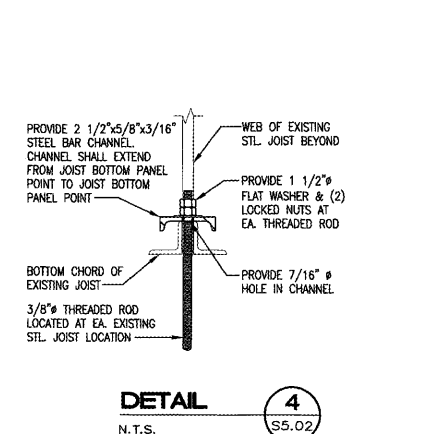 PROVIDE 2 1/2"x5/8"x3/16"
STEEL BAR CHANNEL.
CHANNEL SHALL EXTEND
FROM JOIST BOTTOM PANEL
POINT TO JOIST BOTTOM
PANEL POINT
WEB OF EXISTING
STL. JOIST BEYOND
PROVIDE 1 1/2"ø
FLAT WASHER & (2)
LOCKED NUTS AT
EA. THREADED ROD
BOTTOM CHORD OF
EXISTING JOIST
PROVIDE 7/16" ø
HOLE IN CHANNEL
3/8"ø THREADED ROD
LOCATED AT EA. EXISTING
STL. JOIST LOCATION
DETAIL
4
N.T.S.
S5.02